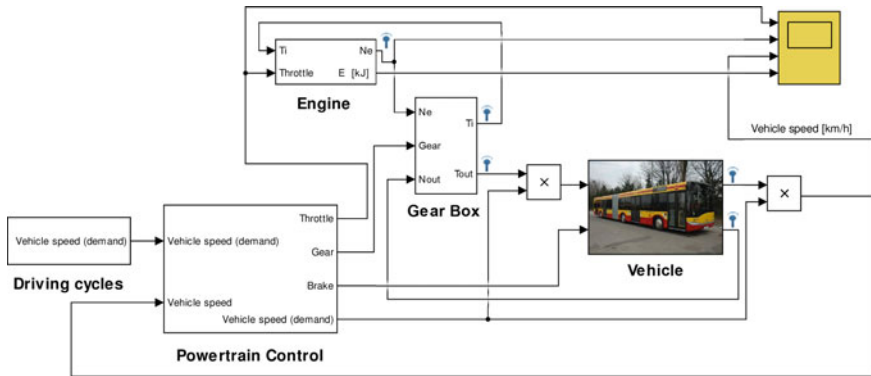 Ti
Ne
Throttle
E [kJ]
Engine
Ne
Ti
Gear
Tout
Nout
Gear Box
×
×
Vehicle speed [km/h]
Vehicle
Vehicle speed (demand)
Driving cycles
Throttle
Vehicle speed (demand)
Gear
Brake
Vehicle speed
Vehicle speed (demand)
Powertrain Control